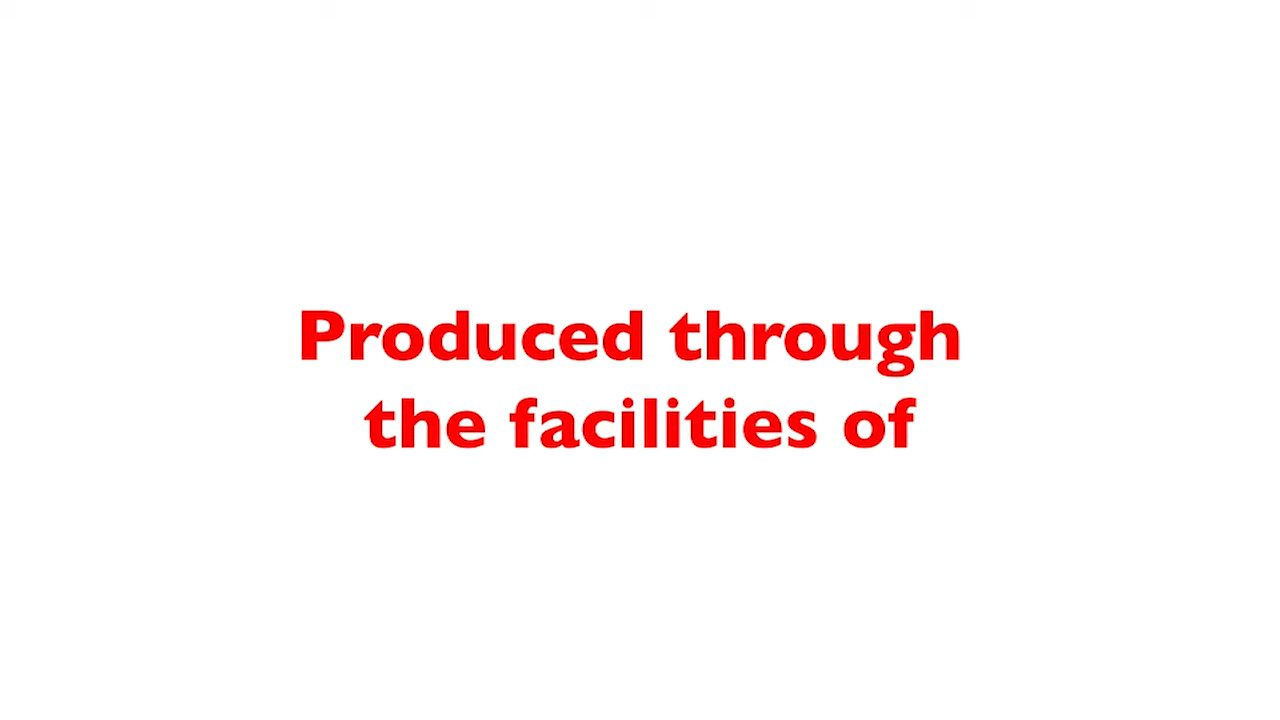 Produced through
the facilities of